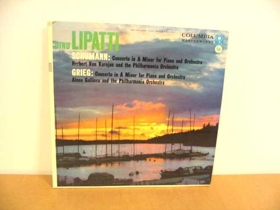 DINU LIPATTI
COLUMBIA
MASTERWORKS
SCHUMANN: Concerto in A Minor for Piano and Orchestra
Herbert Von Karajan and the Philharmonia Orchestra
GRIEG: Concerto in A Minor for Piano and Orchestra
Alceo Galliera and the Philharmonia Orchestra